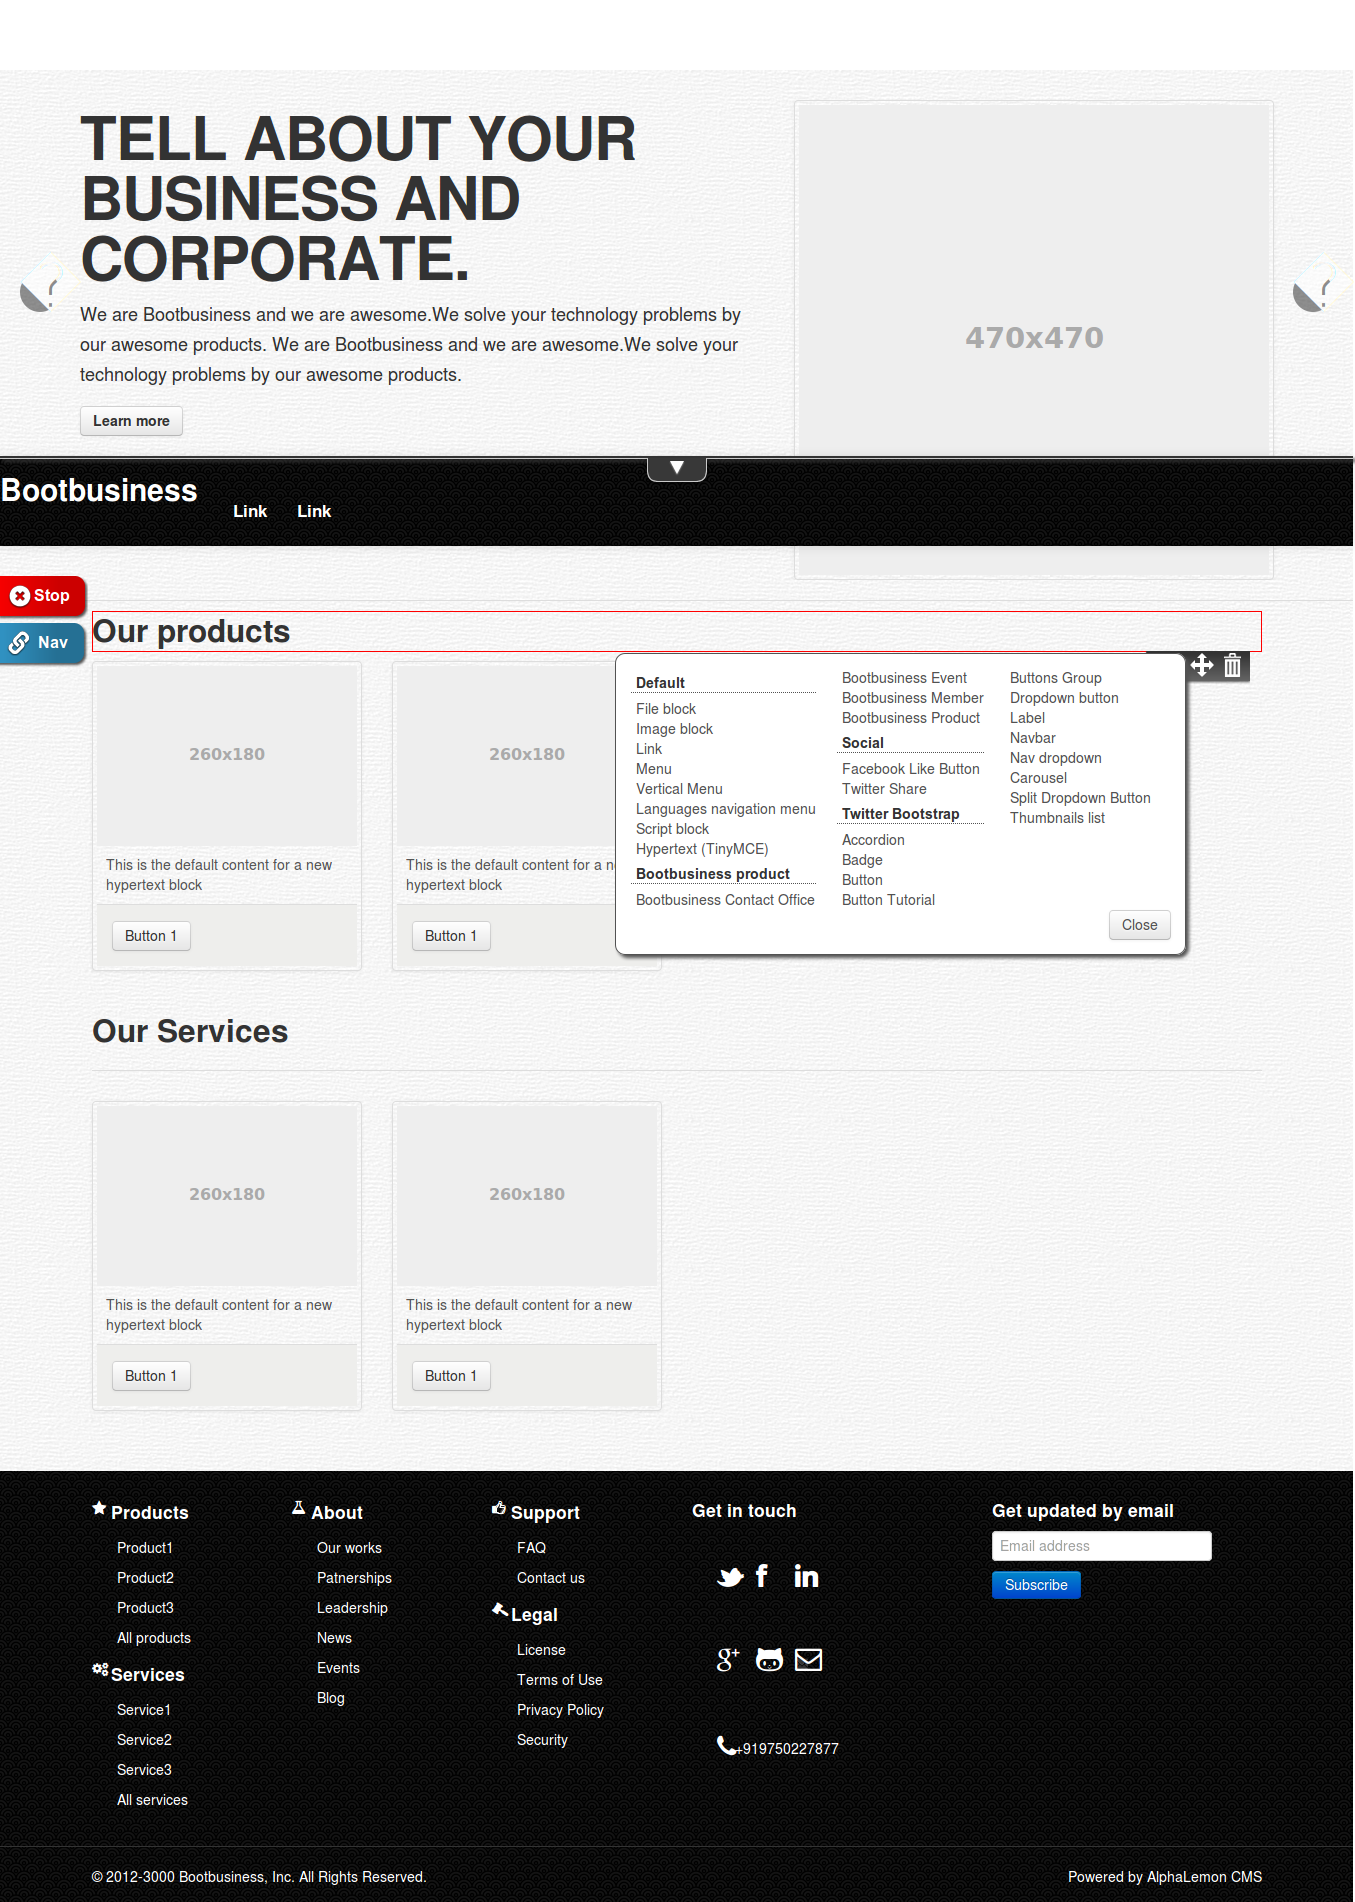 TELL ABOUT YOUR
BUSINESS AND
CORPORATE.
We are Bootbusiness and we are awesome.We solve your technology problems by
our awesome products. We are Bootbusiness and we are awesome.We solve your
technology problems by our awesome products.
Learn more
470x470
Bootbusiness
Link
Link
Stop
Nav
Our products
260x180
This is the default content for a new
hypertext block
Button 1
260x180
This is the default content for a n
hypertext block
Button 1
Default
File block
Image block
Link
Menu
Vertical Menu
Languages navigation menu
Script block
Hypertext (TinyMCE)
Bootbusiness product
Bootbusiness Contact Office
Bootbusiness Event
Bootbusiness Member
Bootbusiness Product
Social
Facebook Like Button
Twitter Share
Twitter Bootstrap
Accordion
Badge
Button
Button Tutorial
Buttons Group
Dropdown button
Label
Navbar
Nav dropdown
Carousel
Split Dropdown Button
Thumbnails list
Close
Our Services
260x180
This is the default content for a new
hypertext block
Button 1
260x180
This is the default content for a new
hypertext block
Button 1
Products
Product1
Product2
Product3
All products
Services
Service1
Service2
Service3
All services
About
Our works
Patnerships
Leadership
News
Events
Blog
Support
FAQ
Contact us
Legal
License
Terms of Use
Privacy Policy
Security
Get in touch
+919750227877
Get updated by email
Email address
Subscribe
© 2012-3000 Bootbusiness, Inc. All Rights Reserved.
Powered by AlphaLemon CMS